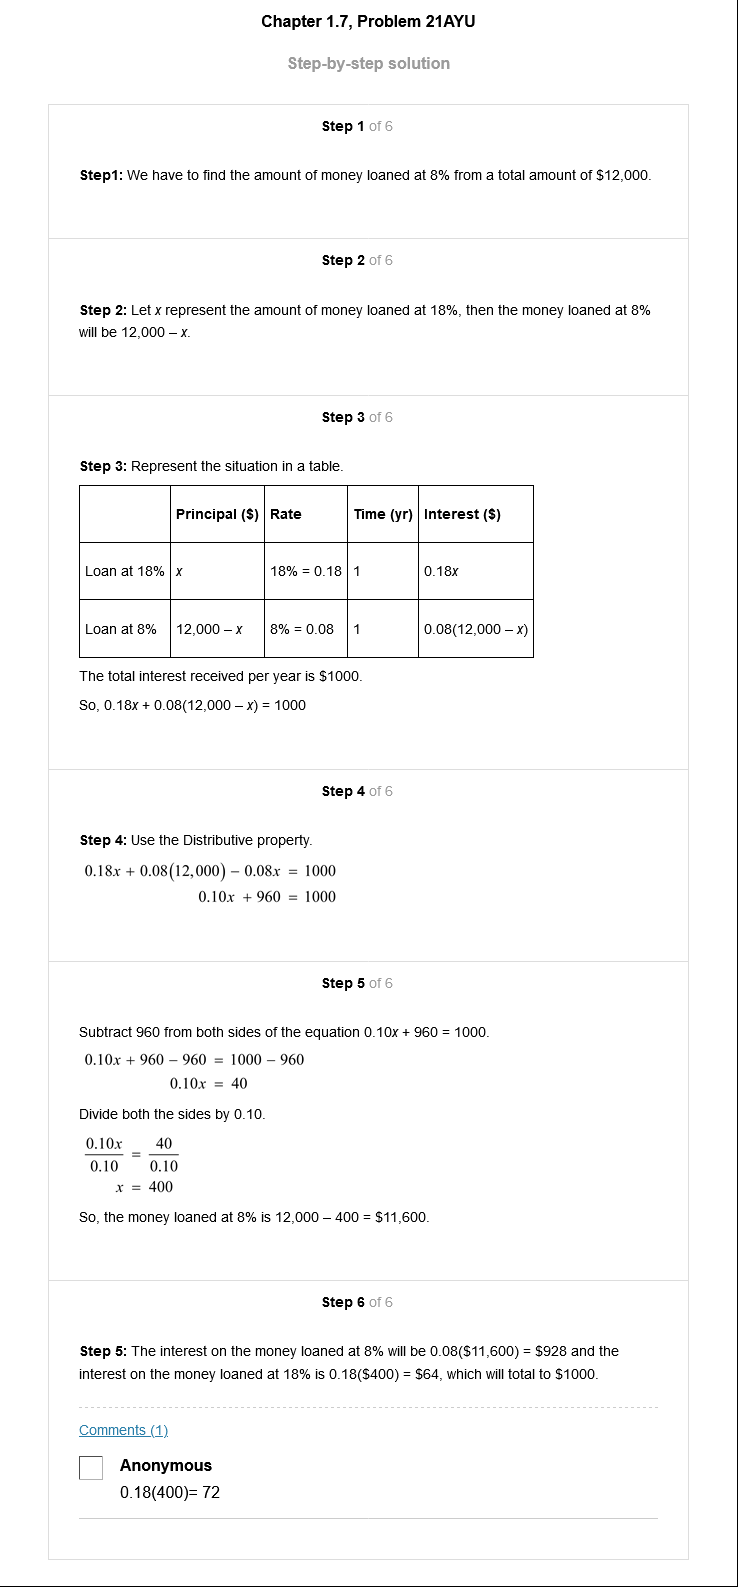 Chapter 1.7, Problem 21AYU
Step-by-step solution
Step 1 of 6
Step1: We have to find the amount of money loaned at 8% from a total amount of $12,000.
Step 2 of 6
Step 2: Let x represent the amount of money loaned at 18%, then the money loaned at 8%
will be 12,000 – x.
Step 3 of 6
Step 3: Represent the situation in a table.
Principal ($) Rate Time (yr) Interest ($)
Loan at 18% x 18% = 0.18 1 0.18x
Loan at 8% 12,000 – x 8% = 0.08 1 0.08(12,000 – x)
The total interest received per year is $1000.
So, 0.18x + 0.08(12,000 – x) = 1000
Step 4 of 6
Step 4: Use the Distributive property.
0.18x + 0.08(12,000) − 0.08x = 1000
0.10x + 960 = 1000
Step 5 of 6
Subtract 960 from both sides of the equation 0.10x + 960 = 1000.
0.10x + 960 − 960 = 1000 − 960
0.10x = 40
Divide both the sides by 0.10.
0.10x/0.10 = 40/0.10
x = 400
So, the money loaned at 8% is 12,000 – 400 = $11,600.
Step 6 of 6
Step 5: The interest on the money loaned at 8% will be 0.08($11,600) = $928 and the
interest on the money loaned at 18% is 0.18($400) = $64, which will total to $1000.
Comments (1)
Anonymous
0.18(400)= 72